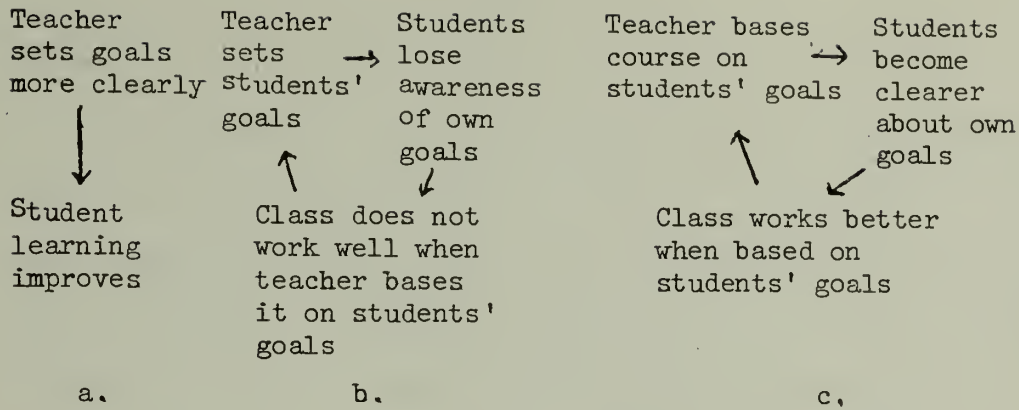 Teacher
sets goals
more clearly
Student
learning
improves
a.
Teacher
sets
students'
goals
Students
lose
awareness
of own
goals
Class does not
work well when
teacher bases
it on students'
goals
b.
Teacher bases
course on
students' goals
Students
become
clearer
about own
goals
Class works better
when based on
students' goals
c.